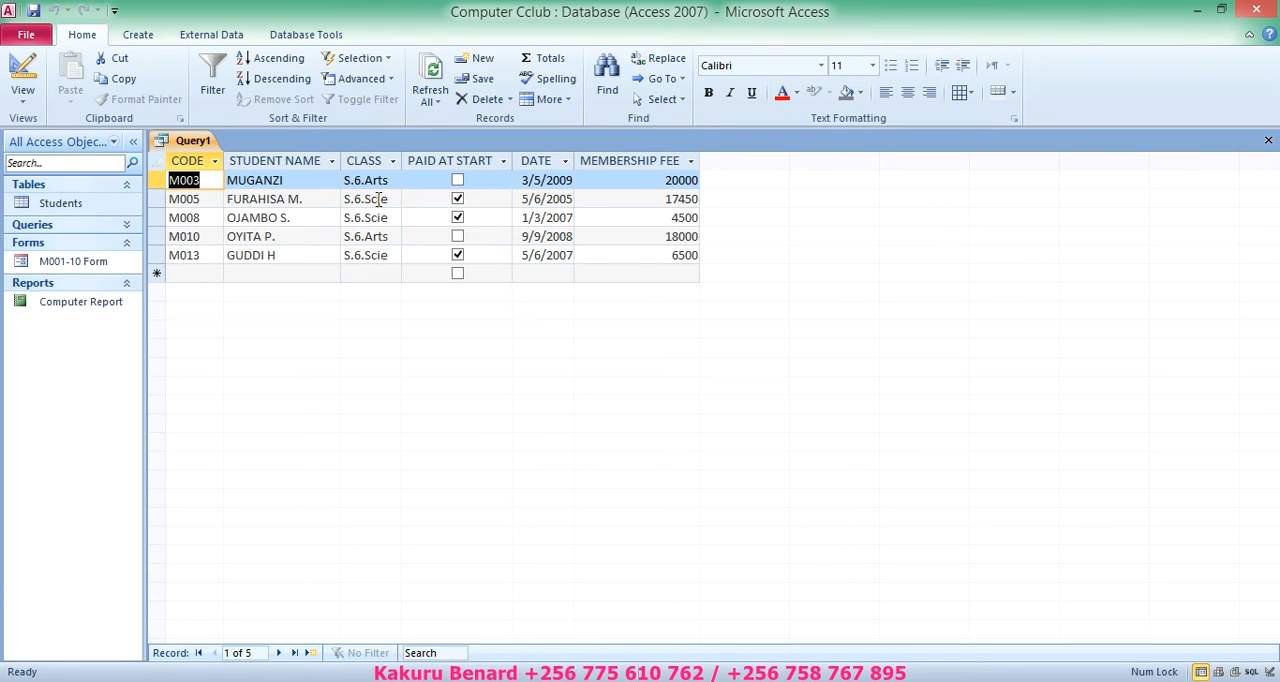 Computer Cclub : Database (Access 2007) - Microsoft Access
File Home Create External Data Database Tools
View
Views
Paste
Cut
Copy
Format Painter
Clipboard
Filter
Ascending
Descending
Remove Sort
Selection
Advanced
Toggle Filter
Sort & Filter
Refresh All
New
Save
Delete
Totals
Spelling
More
Records
Find
Replace
Go To
Select
Find
Calibri 11
B I U A
Text Formatting
All Access Objec...
Search...
Tables
Students
Queries
Forms
M001-10 Form
Reports
Computer Report
Query1
CODE STUDENT NAME CLASS PAID AT START DATE MEMBERSHIP FEE
M003 MUGANZI S.6.Arts 3/5/2009 20000
M005 FURAHISA M. S.6.Scie 5/6/2005 17450
M008 OJAMBO S. S.6.Scie 1/3/2007 4500
M010 OYITA P. S.6.Arts 9/9/2008 18000
M013 GUDDI H S.6.Scie 5/6/2007 6500
Record: 1 of 5 No Filter Search
Ready Num Lock SQL
Kakuru Benard +256 775 610 762 / +256 758 767 895